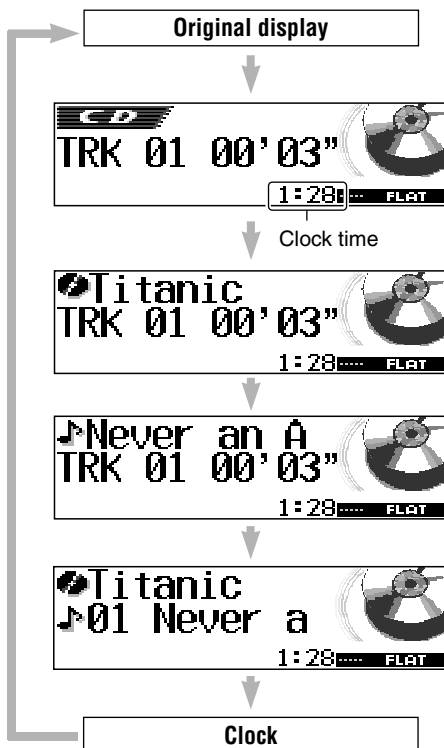 Original display
CD
TRK 01 00'03"
1:28 FLAT
Clock time
Titanic
TRK 01 00'03"
1:28 FLAT
Never an A
TRK 01 00'03"
1:28 FLAT
Titanic
01 Never a
1:28 FLAT
Clock